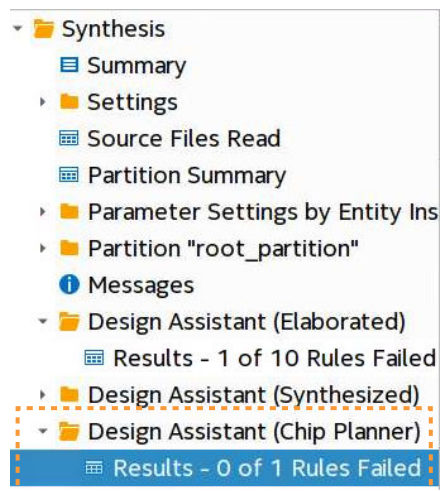 Synthesis
Summary
Settings
Source Files Read
Partition Summary
Parameter Settings by Entity Ins
Partition "root_partition"
Messages
Design Assistant (Elaborated)
Results - 1 of 10 Rules Failed
Design Assistant (Synthesized)
Design Assistant (Chip Planner)
Results - 0 of 1 Rules Failed